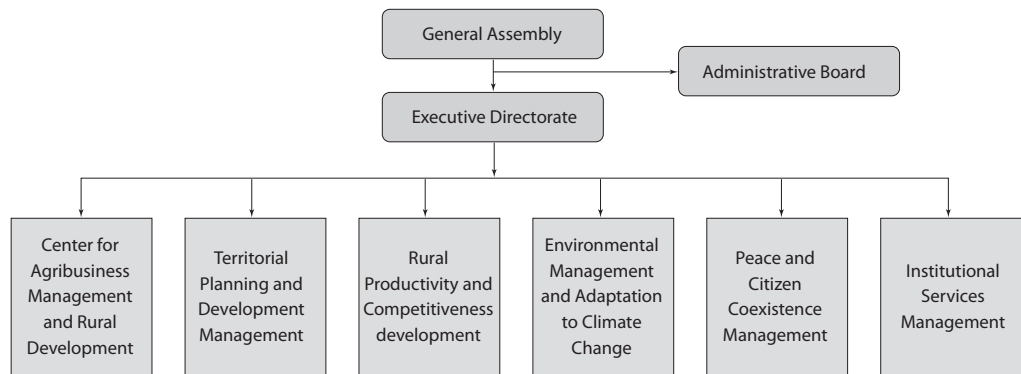 General Assembly
Administrative Board
Executive Directorate
Center for
Agribusiness
Management
and Rural
Development
Territorial
Planning and
Development
Management
Rural
Productivity and
Competitiveness
development
Environmental
Management
and Adaptation
to Climate
Change
Peace and
Citizen
Coexistence
Management
Institutional
Services
Management